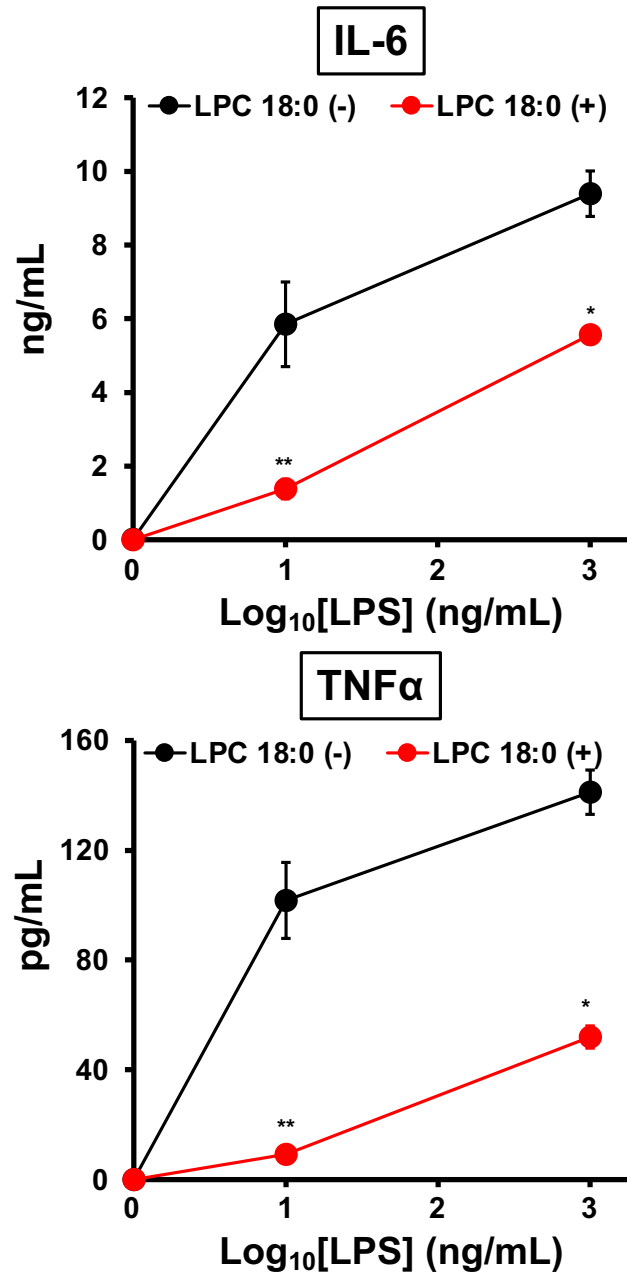 IL-6
LPC 18:0 (-) LPC 18:0 (+)
12
10
8
6
4
2
0
ng/mL
*
**
0 1 2 3
Log₁₀[LPS] (ng/mL)
TNFα
LPC 18:0 (-) LPC 18:0 (+)
160
120
80
40
0
pg/mL
*
**
0 1 2 3
Log₁₀[LPS] (ng/mL)